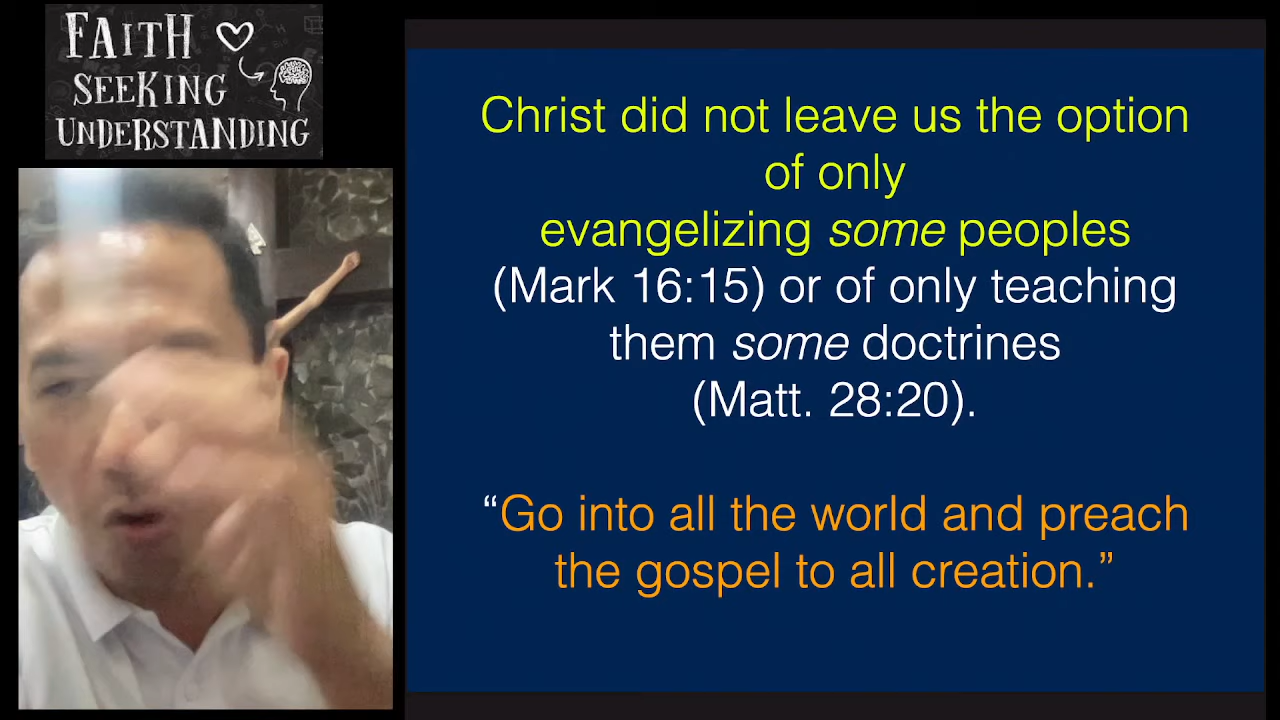 FAITH
SEEKING
UNDERSTANDING
Christ did not leave us the option
of only
evangelizing some peoples
(Mark 16:15) or of only teaching
them some doctrines
(Matt. 28:20).
“Go into all the world and preach
the gospel to all creation.”